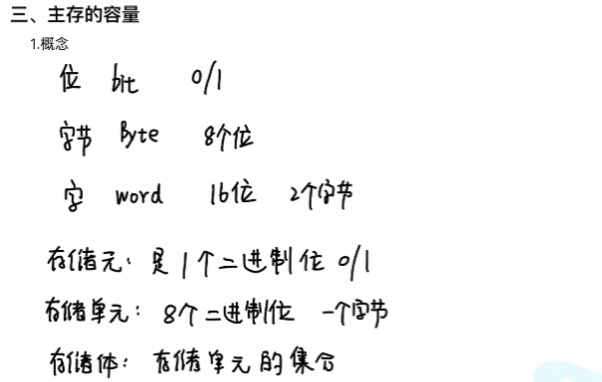 三、主存的容量
1.概念
位 bit 0/1
字节 Byte 8个位
字 word 16位 2个字节
存储元：是1个二进制位 0/1
存储单元：8个二进制位 一个字节
存储体：存储单元的集合